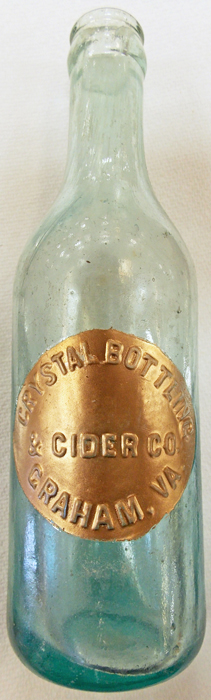 CRYSTAL BOTTLING
& CIDER CO.
GRAHAM, VA